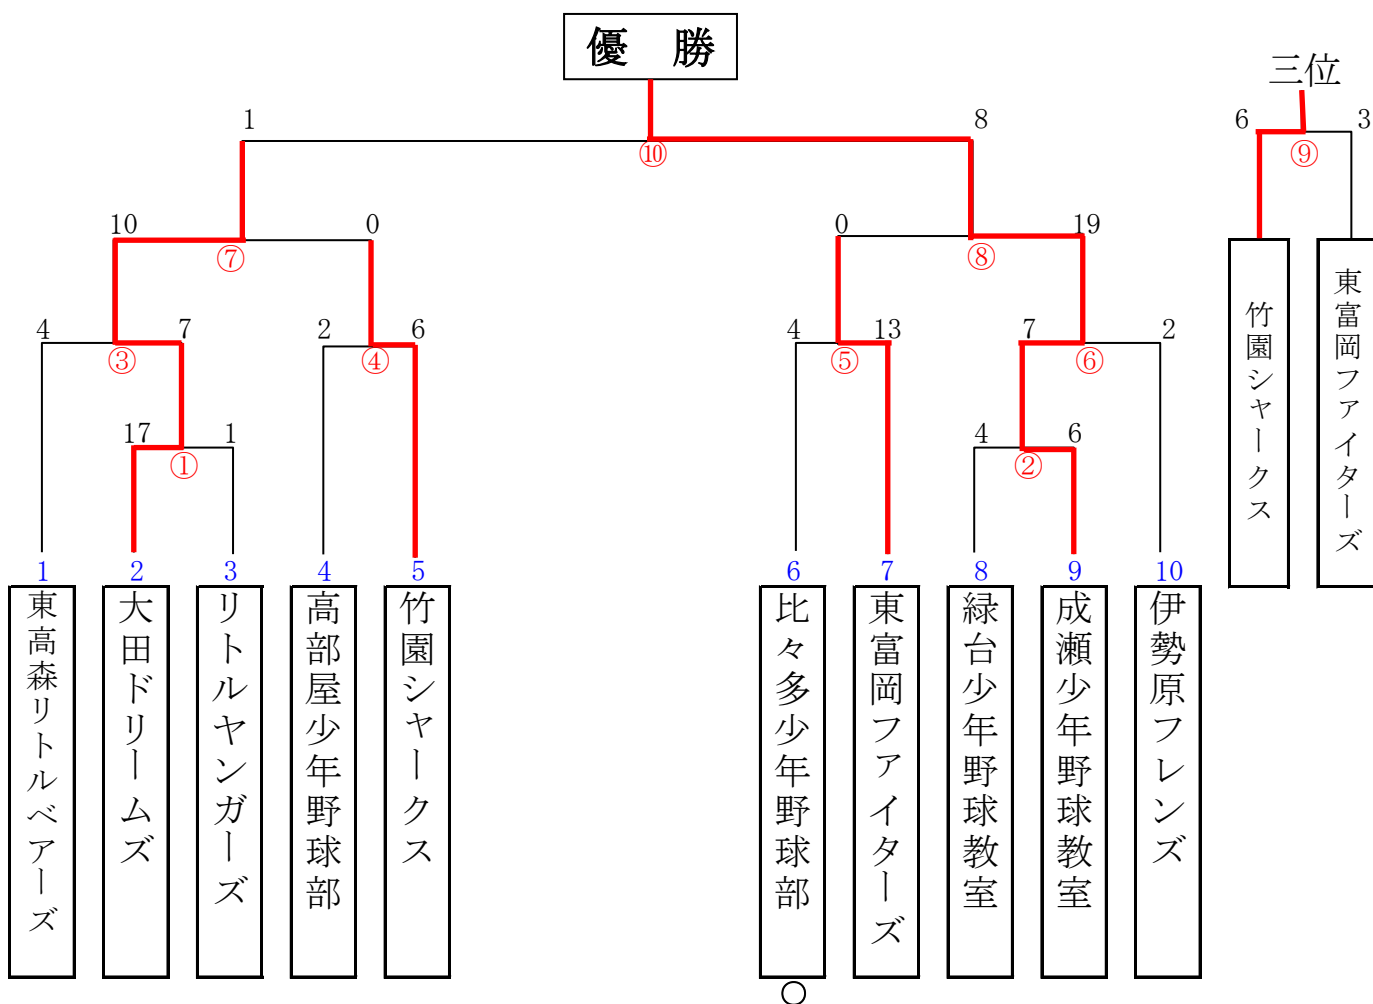 優 勝
三位
1
8
6
3
⑩
⑨
10
0
0
19
⑦
⑧
4
7
2
6
4
13
7
2
③
④
⑤
⑥
17
1
4
6
①
②
1
2
3
4
5
6
7
8
9
10
東高森リトルベアーズ
大田ドリームズ
リトルヤンガーズ
高部屋少年野球部
竹園シャークス
比々多少年野球部
東富岡ファイターズ
緑台少年野球教室
成瀬少年野球教室
伊勢原フレンズ
竹園シャークス
東富岡ファイターズ
○